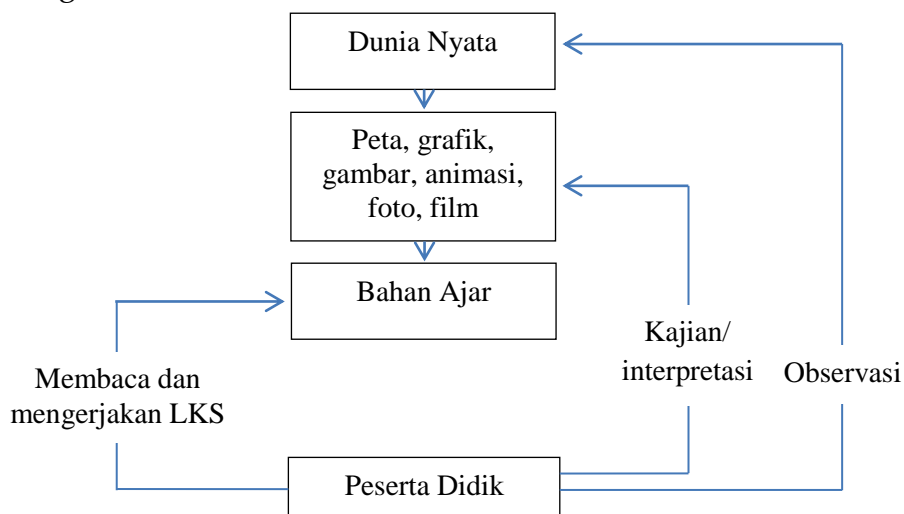 Dunia Nyata
Peta, grafik,
gambar, animasi,
foto, film
Bahan Ajar
Kajian/
interpretasi
Observasi
Membaca dan
mengerjakan LKS
Peserta Didik